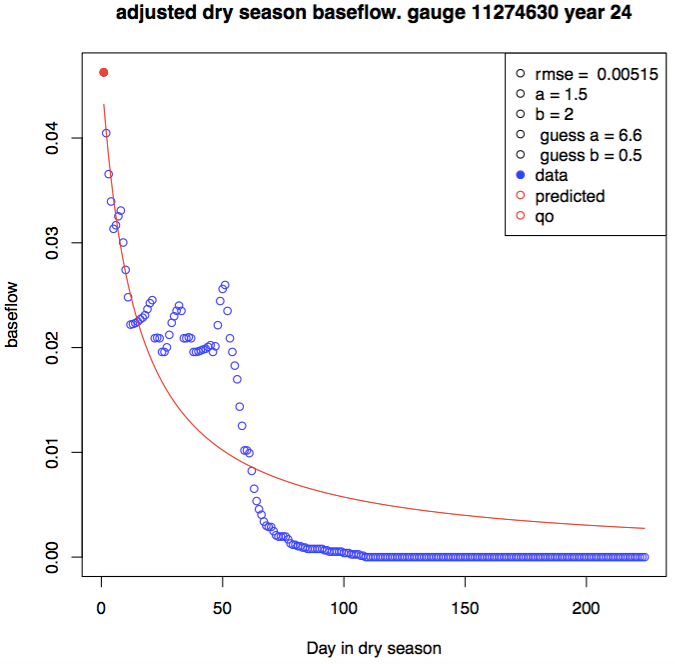 adjusted dry season baseflow. gauge 11274630 year 24
rmse = 0.00515
a = 1.5
b = 2
guess a = 6.6
guess b = 0.5
data
predicted
qo
0.04
0.03
0.02
0.01
0.00
baseflow
0 50 100 150 200
Day in dry season